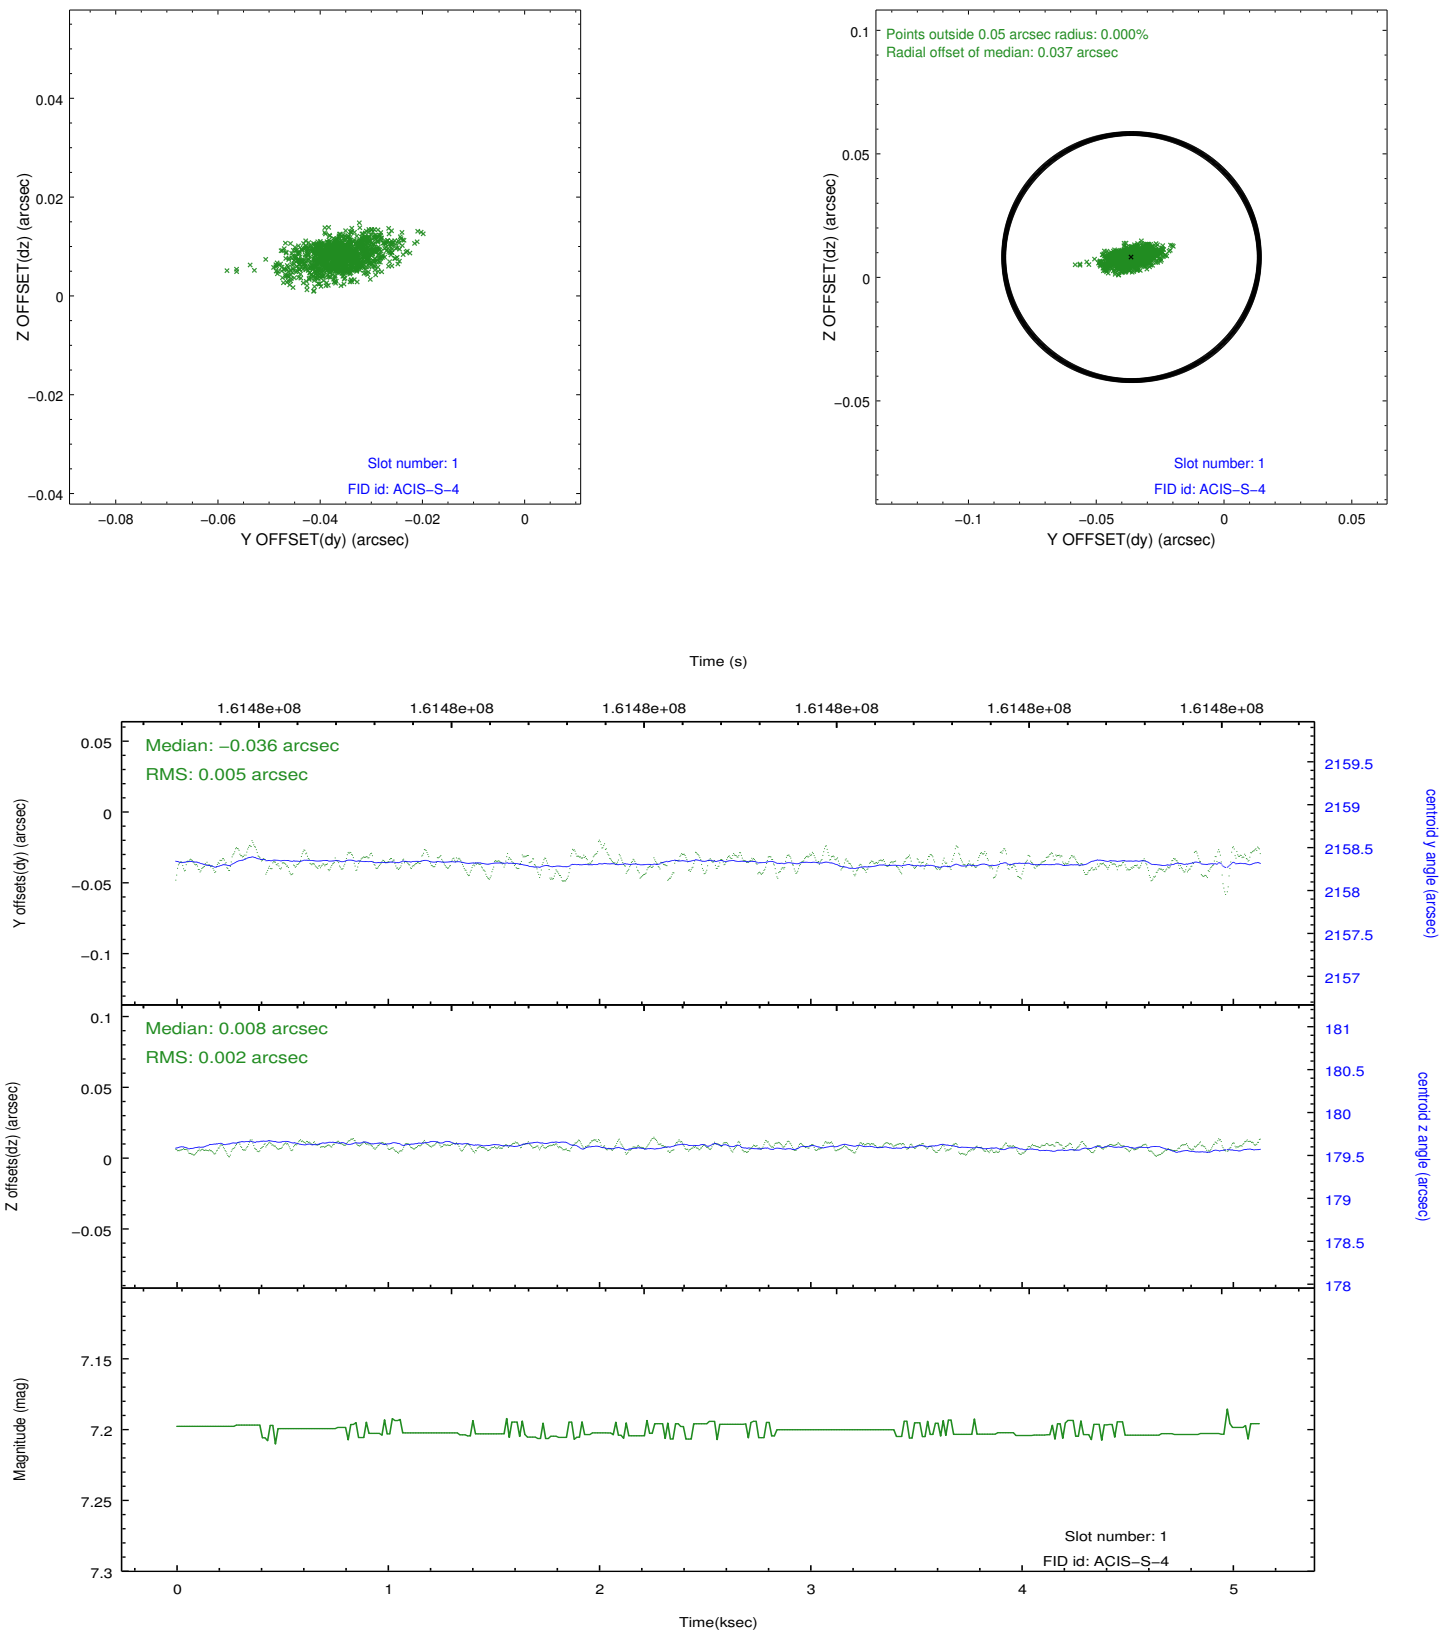 0.04
0.02
0
−0.02
−0.04
Z OFFSET(dz) (arcsec)
Slot number: 1
FID id: ACIS−S−4
−0.08
−0.06
−0.04
−0.02
0
Y OFFSET(dy) (arcsec)
Points outside 0.05 arcsec radius: 0.000%
Radial offset of median: 0.037 arcsec
0.1
0.05
0
−0.05
Z OFFSET(dz) (arcsec)
Slot number: 1
FID id: ACIS−S−4
−0.1
−0.05
0
0.05
Y OFFSET(dy) (arcsec)
Time (s)
1.6148e+08
1.6148e+08
1.6148e+08
1.6148e+08
1.6148e+08
1.6148e+08
Median: −0.036 arcsec
RMS: 0.005 arcsec
0.05
0
−0.05
−0.1
Y offsets(dy) (arcsec)
2159.5
2159
2158.5
2158
2157.5
2157
centroid y angle (arcsec)
Median: 0.008 arcsec
RMS: 0.002 arcsec
0.1
0.05
0
−0.05
Z offsets(dz) (arcsec)
181
180.5
180
179.5
179
178.5
178
centroid z angle (arcsec)
7.15
7.2
7.25
7.3
Magnitude (mag)
Slot number: 1
FID id: ACIS−S−4
0
1
2
3
4
5
Time(ksec)